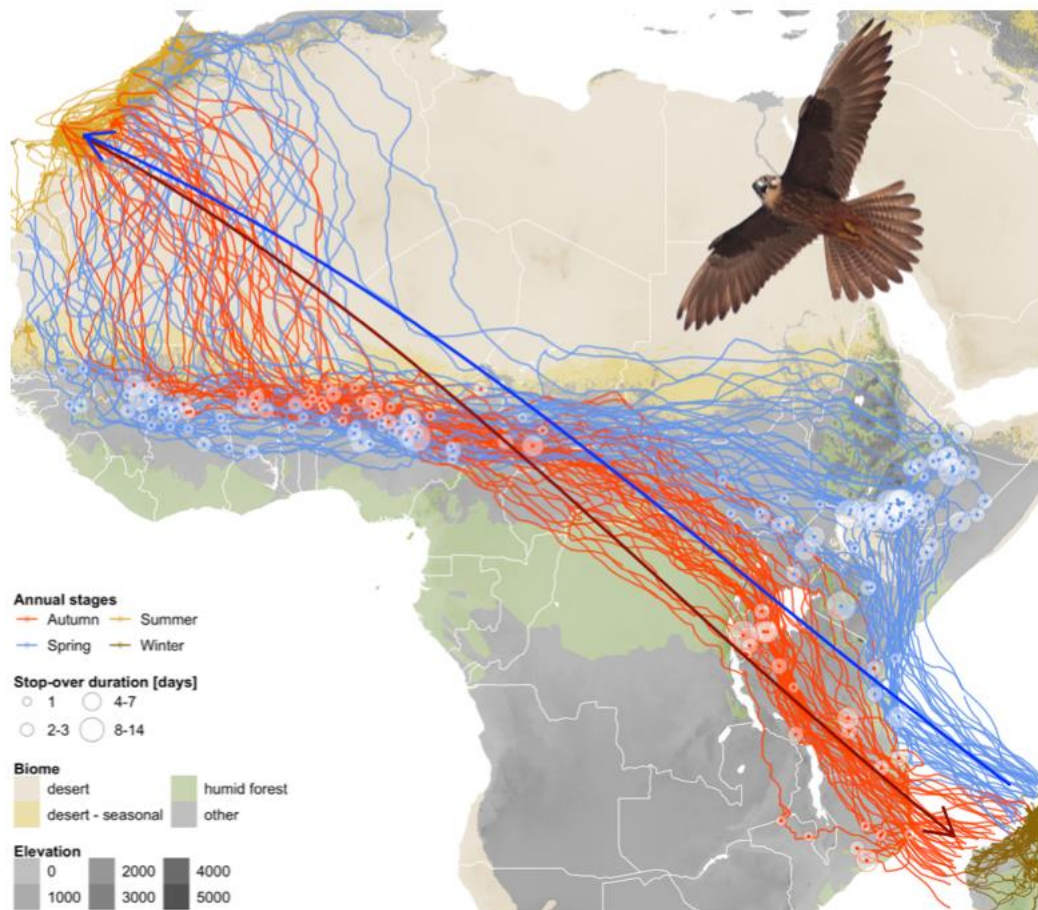 Annual stages
Autumn Summer
Spring Winter
Stop-over duration [days]
1 4-7
2-3 8-14
Biome
desert humid forest
desert - seasonal other
Elevation
0 2000 4000
1000 3000 5000